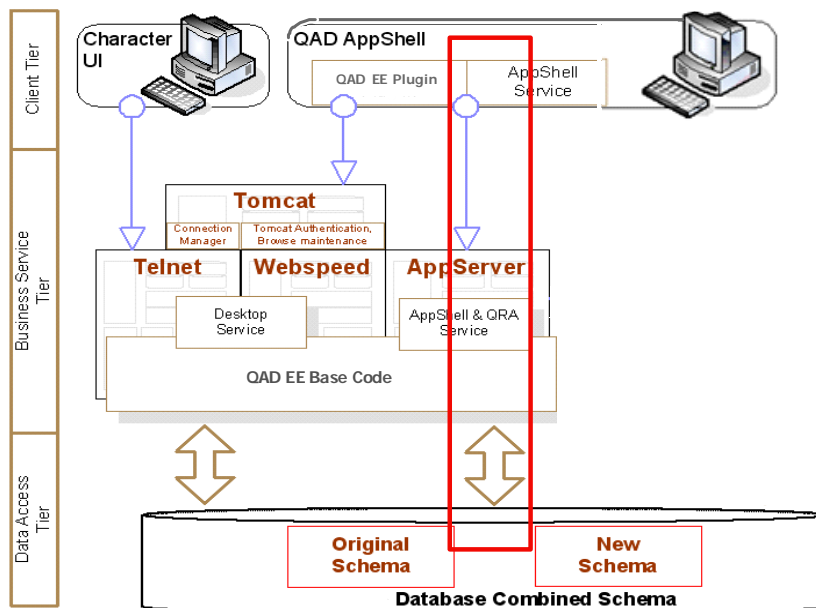 Client Tier
Character
UI
QAD AppShell
QAD EE Plugin
AppShell
Service
Business Service
Tier
Tomcat
Connection
Manager
Tomcat Authentication,
Browse maintenance
Telnet
Webspeed
AppServer
Desktop
Service
AppShell & QRA
Service
QAD EE Base Code
Data Access
Tier
Original
Schema
New
Schema
Database Combined Schema